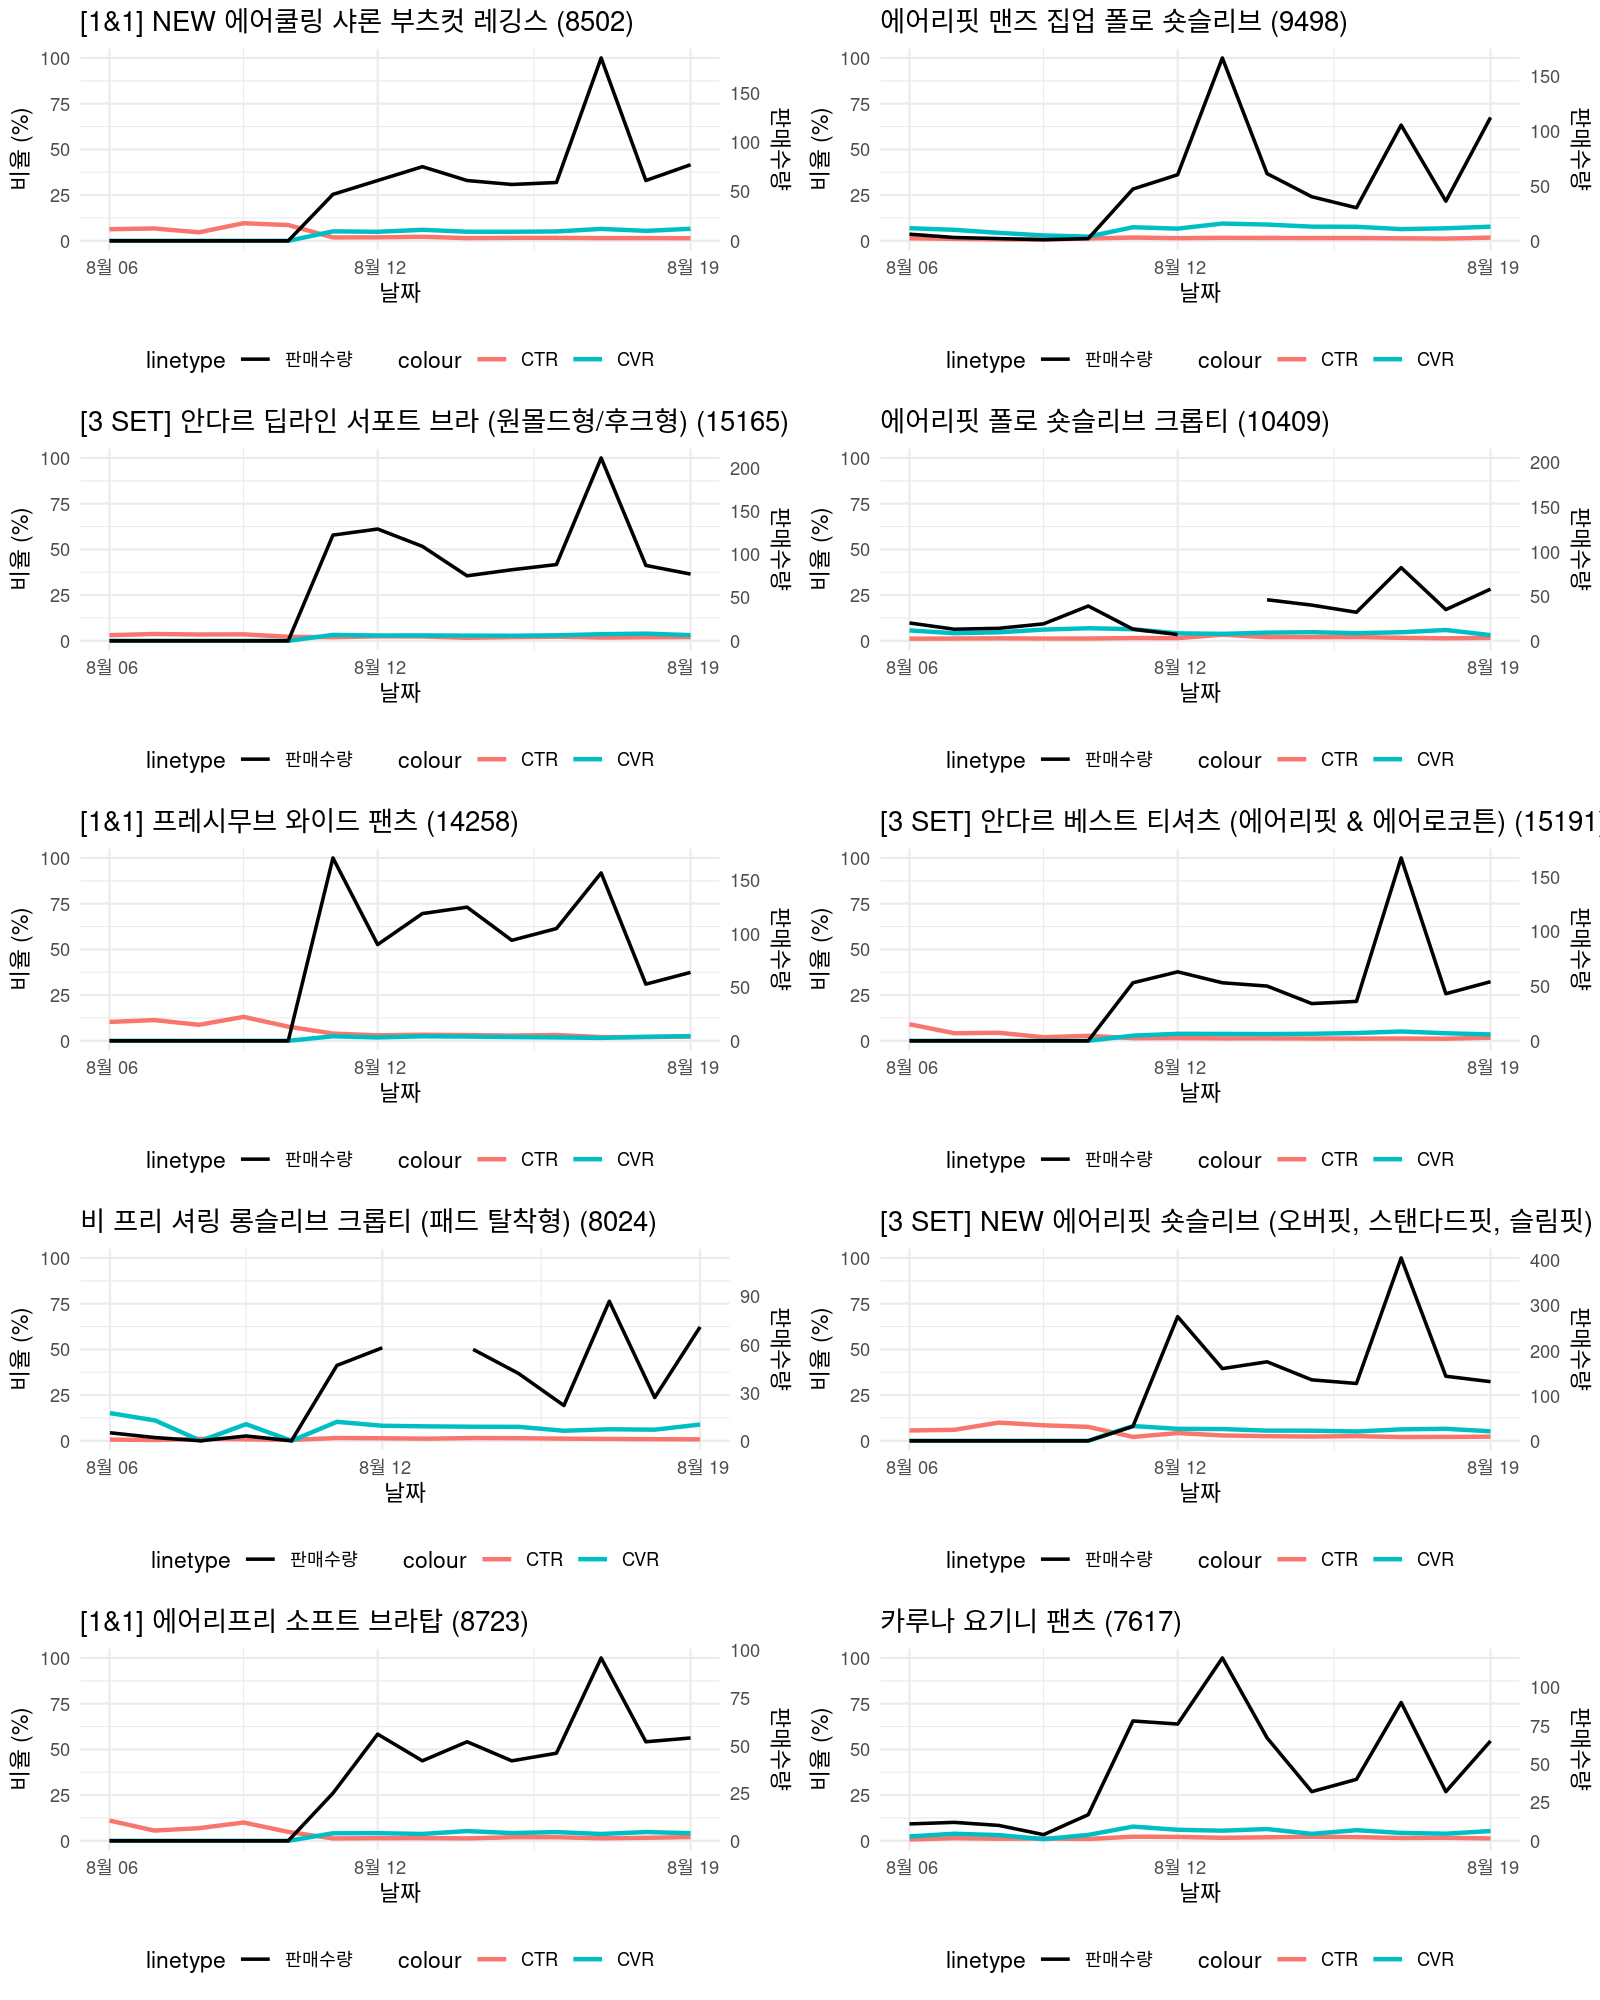 [1&1] NEW 에어쿨링 샤론 부츠컷 레깅스 (8502)
100
75
50
25
0
비율 (%)
150
100
50
0
판매수량
8월 06
8월 12
8월 19
날짜
linetype 판매수량 colour CTR CVR
에어리핏 맨즈 집업 폴로 숏슬리브 (9498)
100
75
50
25
0
비율 (%)
150
100
50
0
판매수량
8월 06
8월 12
8월 19
날짜
linetype 판매수량 colour CTR CVR
[3 SET] 안다르 딥라인 서포트 브라 (원몰드형/후크형) (15165)
100
75
50
25
0
비율 (%)
200
150
100
50
0
판매수량
8월 06
8월 12
8월 19
날짜
linetype 판매수량 colour CTR CVR
에어리핏 폴로 숏슬리브 크롭티 (10409)
100
75
50
25
0
비율 (%)
200
150
100
50
0
판매수량
8월 06
8월 12
8월 19
날짜
linetype 판매수량 colour CTR CVR
[1&1] 프레시무브 와이드 팬츠 (14258)
100
75
50
25
0
비율 (%)
150
100
50
0
판매수량
8월 06
8월 12
8월 19
날짜
linetype 판매수량 colour CTR CVR
[3 SET] 안다르 베스트 티셔츠 (에어리핏 & 에어로코튼) (15191)
100
75
50
25
0
비율 (%)
150
100
50
0
판매수량
8월 06
8월 12
8월 19
날짜
linetype 판매수량 colour CTR CVR
비 프리 셔링 롱슬리브 크롭티 (패드 탈착형) (8024)
100
75
50
25
0
비율 (%)
90
60
30
0
판매수량
8월 06
8월 12
8월 19
날짜
linetype 판매수량 colour CTR CVR
[3 SET] NEW 에어리핏 숏슬리브 (오버핏, 스탠다드핏, 슬림핏)
100
75
50
25
0
비율 (%)
400
300
200
100
0
판매수량
8월 06
8월 12
8월 19
날짜
linetype 판매수량 colour CTR CVR
[1&1] 에어리프리 소프트 브라탑 (8723)
100
75
50
25
0
비율 (%)
100
75
50
25
0
판매수량
8월 06
8월 12
8월 19
날짜
linetype 판매수량 colour CTR CVR
카루나 요기니 팬츠 (7617)
100
75
50
25
0
비율 (%)
100
75
50
25
0
판매수량
8월 06
8월 12
8월 19
날짜
linetype 판매수량 colour CTR CVR